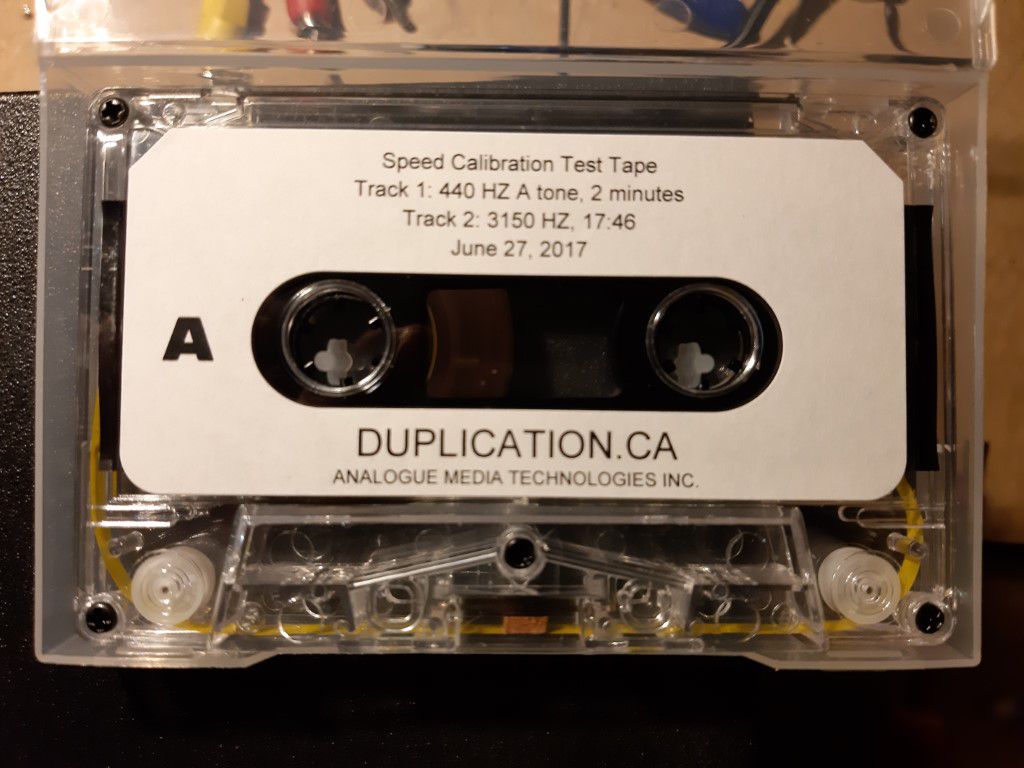 Speed Calibration Test Tape
Track 1: 440 HZ A tone, 2 minutes
Track 2: 3150 HZ, 17:46
June 27, 2017
A
DUPLICATION.CA
ANALOGUE MEDIA TECHNOLOGIES INC.